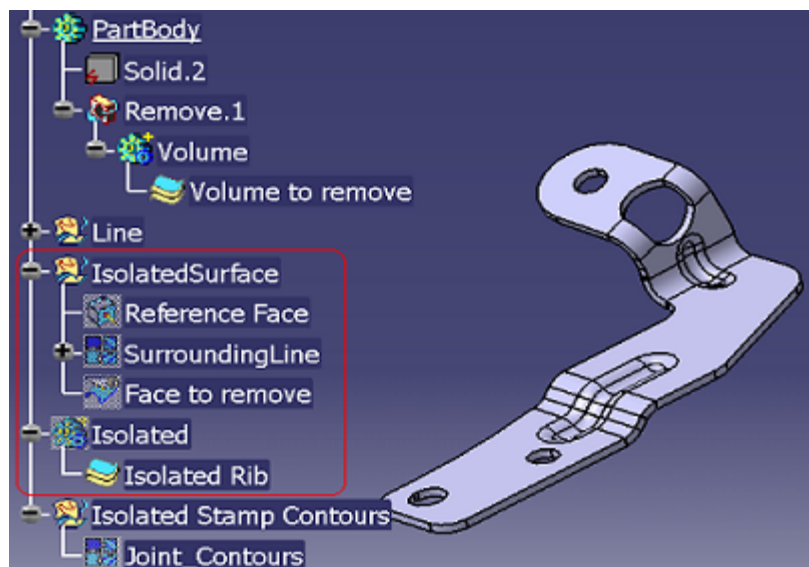 PartBody
Solid.2
Remove.1
Volume
Volume to remove
Line
IsolatedSurface
Reference Face
SurroundingLine
Face to remove
Isolated
Isolated Rib
Isolated Stamp Contours
Joint_Contours